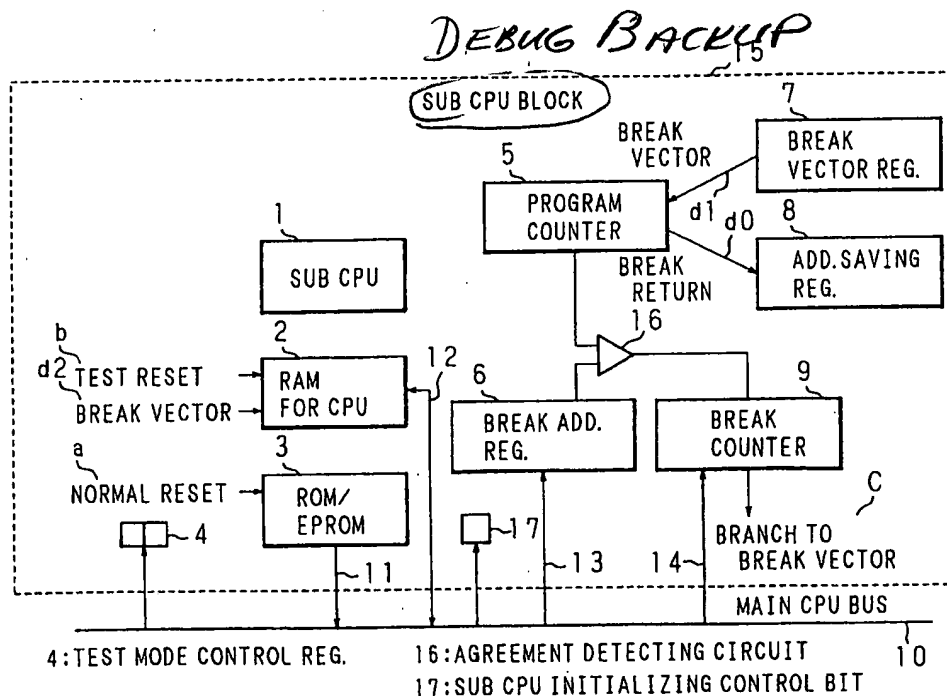 DEBUG BACKUP
15
SUB CPU BLOCK
7
BREAK
VECTOR
BREAK
VECTOR REG.
5
PROGRAM
COUNTER
d1
d0
8
ADD.SAVING
REG.
BREAK
RETURN
1
SUB CPU
16
b
TEST RESET
d2
BREAK VECTOR
2
RAM
FOR CPU
12
6
BREAK ADD.
REG.
9
BREAK
COUNTER
a
NORMAL RESET
3
ROM/
EPROM
4
17
C
BRANCH TO
BREAK VECTOR
11
13
14
MAIN CPU BUS
10
4:TEST MODE CONTROL REG.
16:AGREEMENT DETECTING CIRCUIT
17:SUB CPU INITIALIZING CONTROL BIT